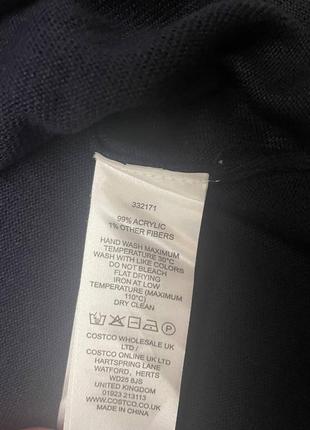 332171
99% ACRYLIC
1% OTHER FIBERS
HAND WASH MAXIMUM
TEMPERATURE 30°C
WASH WITH LIKE COLORS
DO NOT BLEACH
FLAT DRYING
IRON AT LOW
TEMPERATURE (MAXIMUM
110°C)
DRY CLEAN
P
COSTCO WHOLESALE UK
LTD /
COSTCO ONLINE UK LTD
HARTSPRING LANE
WATFORD, HERTS
WD25 8JS
UNITED KINGDOM
01923 213113
WWW.COSTCO.CO.UK
MADE IN CHINA